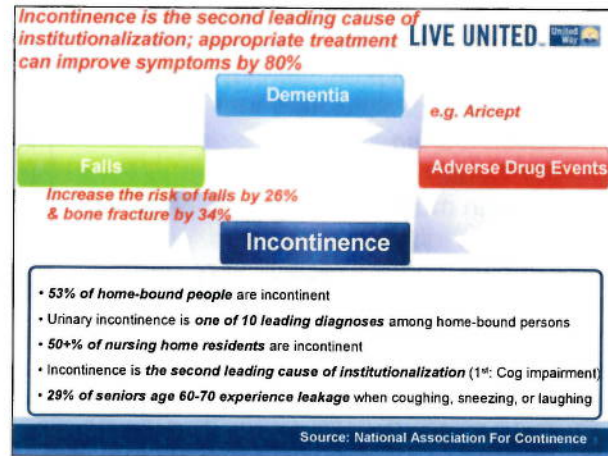 Incontinence is the second leading cause of
institutionalization; appropriate treatment
can improve symptoms by 80%
LIVE UNITED
United
Way
Dementia
e.g. Aricept
Falls
Adverse Drug Events
Increase the risk of falls by 26%
& bone fracture by 34%
Incontinence
• 53% of home-bound people are incontinent
• Urinary incontinence is one of 10 leading diagnoses among home-bound persons
• 50+% of nursing home residents are incontinent
• Incontinence is the second leading cause of institutionalization (1st: Cog impairment)
• 29% of seniors age 60-70 experience leakage when coughing, sneezing, or laughing
Source: National Association For Continence